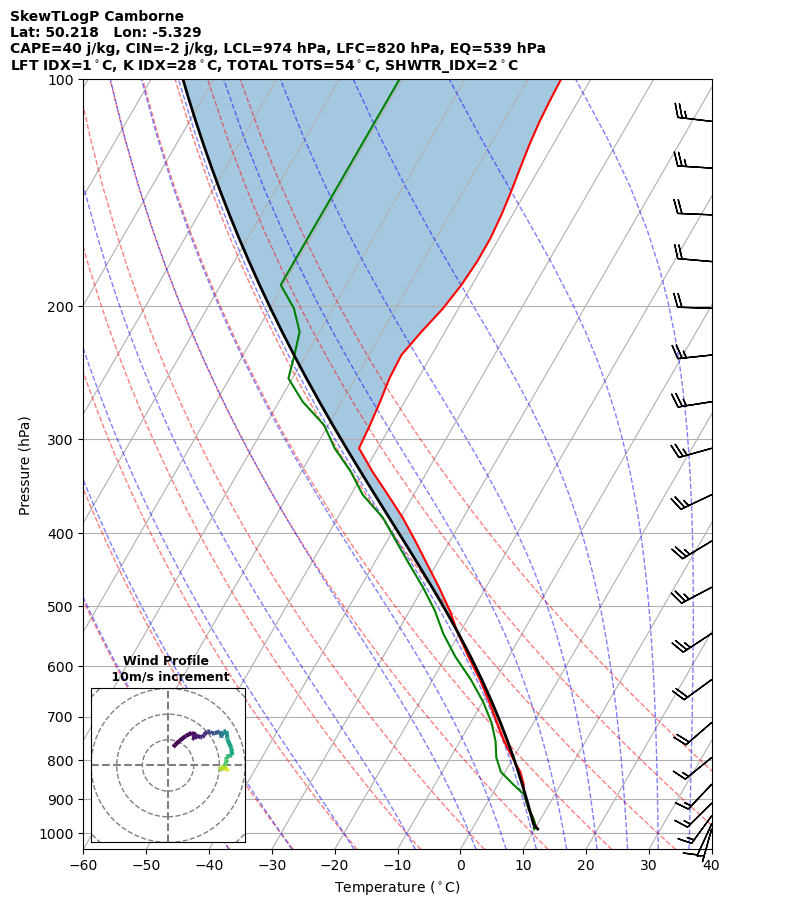 SkewTLogP Camborne
Lat: 50.218   Lon: -5.329
CAPE=40 j/kg, CIN=-2 j/kg, LCL=974 hPa, LFC=820 hPa, EQ=539 hPa
LFT IDX=1°C, K IDX=28°C, TOTAL TOTS=54°C, SHWTR_IDX=2°C
100
200
300
400
500
600
700
800
900
1000
Pressure (hPa)
Wind Profile
10m/s increment
−60 −50 −40 −30 −20 −10 0 10 20 30 40
Temperature (°C)